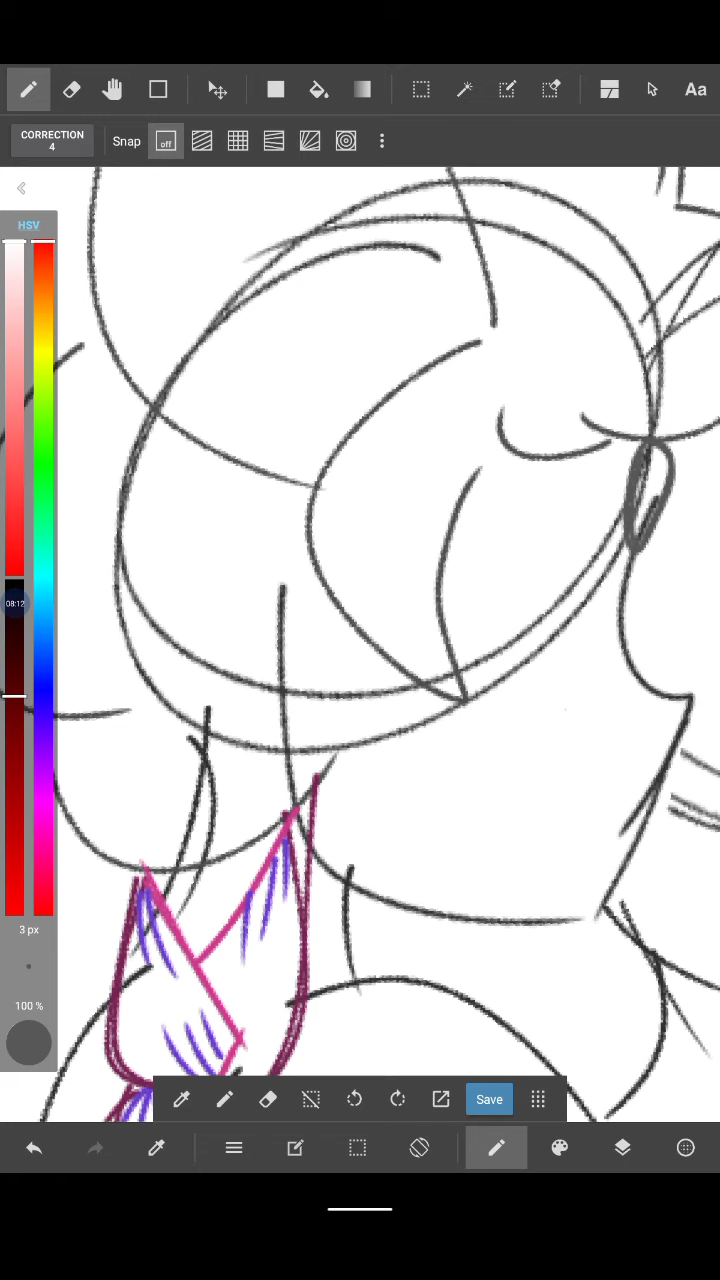 Aa
CORRECTION
4
Snap
off
HSV
08:12
3 px
100 %
Save